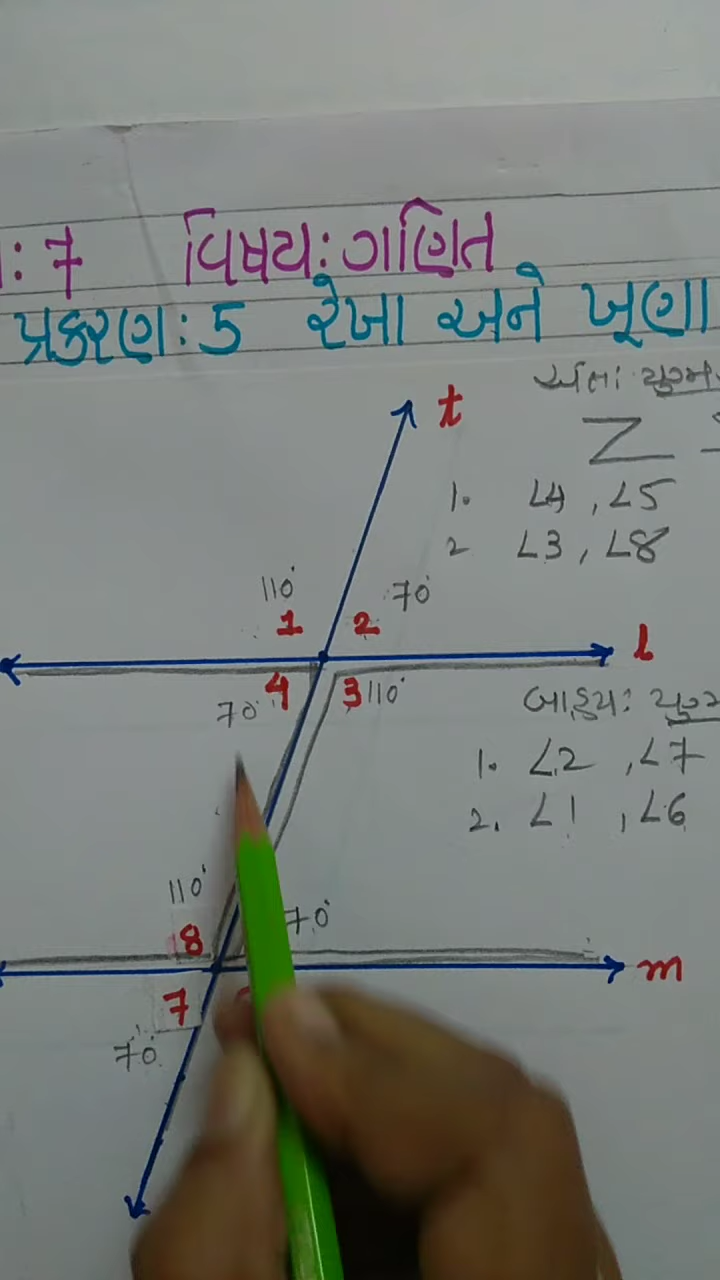 : 7 વિષય: ગણિત
પ્રકરણ: 5 રેખા અને ખૂણા
t
Z
1. ∠4, ∠5
2 ∠3, ∠8
110° 70°
1 2
l
4 3 110°
70°
બાહ્ય: યુગ્મ
1. ∠2, ∠7
2. ∠1, ∠6
110° 70°
8
m
7
70°